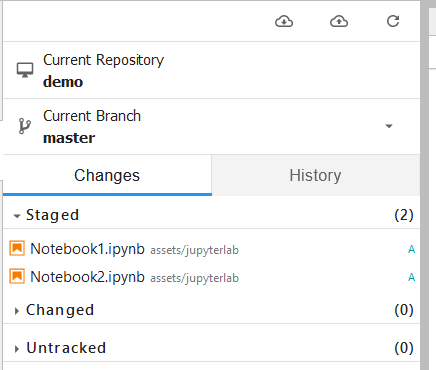 Current Repository
demo
Current Branch
master
Changes History
Staged (2)
Notebook1.ipynb assets/jupyterlab A
Notebook2.ipynb assets/jupyterlab A
Changed (0)
Untracked (0)